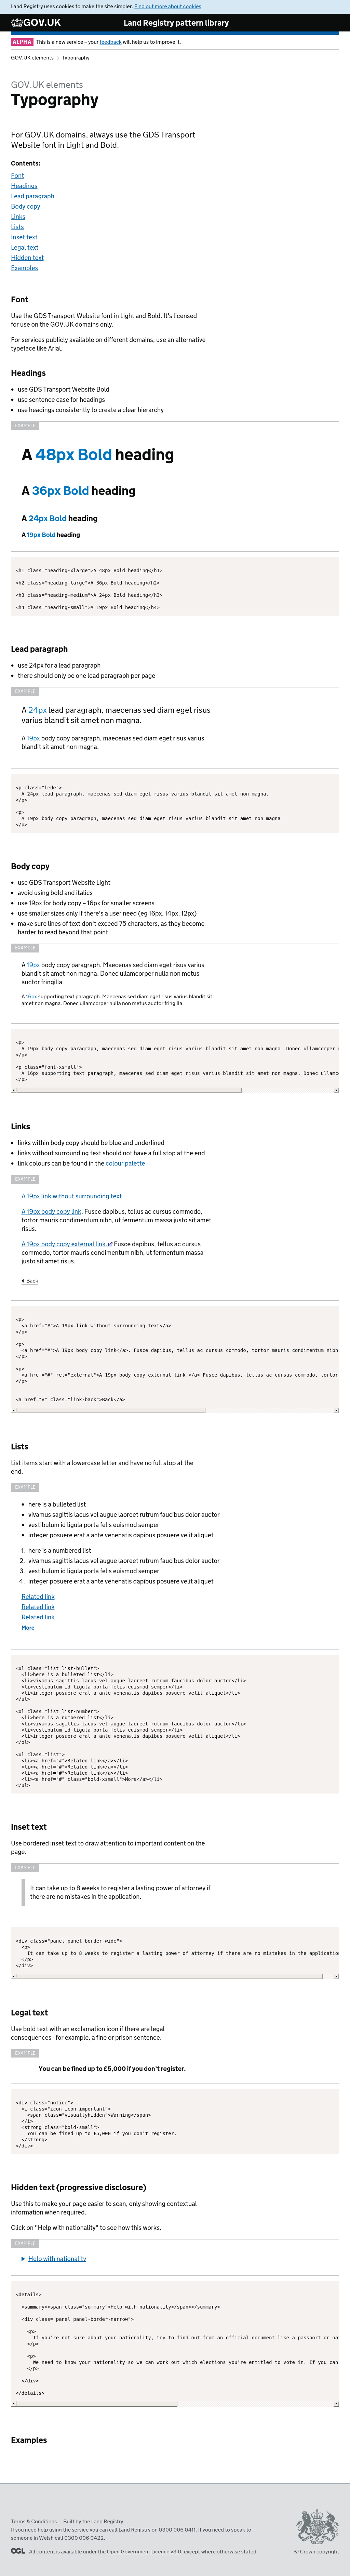 Land Registry uses cookies to make the site simpler. Find out more about cookies
GOV.UK
Land Registry pattern library
ALPHA This is a new service – your feedback will help us to improve it.
GOV.UK elements
Typography
GOV.UK elements
Typography
For GOV.UK domains, always use the GDS Transport
Website font in Light and Bold.
Contents:
Font
Headings
Lead paragraph
Body copy
Links
Lists
Inset text
Legal text
Hidden text
Examples
Font
Use the GDS Transport Website font in Light and Bold. It's licensed
for use on the GOV.UK domains only.
For services publicly available on different domains, use an alternative
typeface like Arial.
Headings
• use GDS Transport Website Bold
• use sentence case for headings
• use headings consistently to create a clear hierarchy
EXAMPLE
A 48px Bold heading
A 36px Bold heading
A 24px Bold heading
A 19px Bold heading
<h1 class="heading-xlarge">A 48px Bold heading</h1>
<h2 class="heading-large">A 36px Bold heading</h2>
<h3 class="heading-medium">A 24px Bold heading</h3>
<h4 class="heading-small">A 19px Bold heading</h4>
Lead paragraph
• use 24px for a lead paragraph
• there should only be one lead paragraph per page
EXAMPLE
A 24px lead paragraph, maecenas sed diam eget risus
varius blandit sit amet non magna.
A 19px body copy paragraph, maecenas sed diam eget risus varius
blandit sit amet non magna.
<p class="lede">
A 24px lead paragraph, maecenas sed diam eget risus varius blandit sit amet non magna.
</p>
<p>
A 19px body copy paragraph, maecenas sed diam eget risus varius blandit sit amet non magna.
</p>
Body copy
• use GDS Transport Website Light
• avoid using bold and italics
• use 19px for body copy – 16px for smaller screens
• use smaller sizes only if there's a user need (eg 16px, 14px, 12px)
• make sure lines of text don't exceed 75 characters, as they become
harder to read beyond that point
EXAMPLE
A 19px body copy paragraph. Maecenas sed diam eget risus varius
blandit sit amet non magna. Donec ullamcorper nulla non metus
auctor fringilla.
A 16px supporting text paragraph. Maecenas sed diam eget risus varius blandit sit
amet non magna. Donec ullamcorper nulla non metus auctor fringilla.
<p>
A 19px body copy paragraph, maecenas sed diam eget risus varius blandit sit amet non magna. Donec ullamcorper
</p>
<p class="font-xsmall">
A 16px supporting text paragraph, maecenas sed diam eget risus varius blandit sit amet non magna. Donec
</p>
Links
• links within body copy should be blue and underlined
• links without surrounding text should not have a full stop at the end
• link colours can be found in the colour palette
EXAMPLE
A 19px link without surrounding text
A 19px body copy link. Fusce dapibus, tellus ac cursus commodo,
tortor mauris condimentum nibh, ut fermentum massa justo sit amet
risus.
A 19px body copy external link. Fusce dapibus, tellus ac cursus
commodo, tortor mauris condimentum nibh, ut fermentum massa
justo sit amet risus.
Back
<p>
<a href="#">A 19px link without surrounding text</a>
</p>
<p>
<a href="#">A 19px body copy link</a>. Fusce dapibus, tellus ac cursus commodo, tortor mauris condimentum nibh
</p>
<p>
<a href="#" rel="external">A 19px body copy external link.</a> Fusce dapibus, tellus ac cursus commodo, tortor
</p>
<a href="#" class="link-back">Back</a>
Lists
List items start with a lowercase letter and have no full stop at the
end.
EXAMPLE
• here is a bulleted list
• vivamus sagittis lacus vel augue laoreet rutrum faucibus dolor auctor
• vestibulum id ligula porta felis euismod semper
• integer posuere erat a ante venenatis dapibus posuere velit aliquet
1. here is a numbered list
2. vivamus sagittis lacus vel augue laoreet rutrum faucibus dolor auctor
3. vestibulum id ligula porta felis euismod semper
4. integer posuere erat a ante venenatis dapibus posuere velit aliquet
Related link
Related link
Related link
More
<ul class="list list-bullet">
<li>here is a bulleted list</li>
<li>vivamus sagittis lacus vel augue laoreet rutrum faucibus dolor auctor</li>
<li>vestibulum id ligula porta felis euismod semper</li>
<li>integer posuere erat a ante venenatis dapibus posuere velit aliquet</li>
</ul>
<ol class="list list-number">
<li>here is a numbered list</li>
<li>vivamus sagittis lacus vel augue laoreet rutrum faucibus dolor auctor</li>
<li>vestibulum id ligula porta felis euismod semper</li>
<li>integer posuere erat a ante venenatis dapibus posuere velit aliquet</li>
</ol>
<ul class="list">
<li><a href="#">Related link</a></li>
<li><a href="#">Related link</a></li>
<li><a href="#">Related link</a></li>
<li><a href="#" class="bold-xsmall">More</a></li>
</ul>
Inset text
Use bordered inset text to draw attention to important content on the
page.
EXAMPLE
It can take up to 8 weeks to register a lasting power of attorney if
there are no mistakes in the application.
<div class="panel panel-border-wide">
<p>
It can take up to 8 weeks to register a lasting power of attorney if there are no mistakes in the application
</p>
</div>
Legal text
Use bold text with an exclamation icon if there are legal
consequences - for example, a fine or prison sentence.
EXAMPLE
You can be fined up to £5,000 if you don't register.
<div class="notice">
<i class="icon icon-important">
<span class="visuallyhidden">Warning</span>
</i>
<strong class="bold-small">
You can be fined up to £5,000 if you don't register.
</strong>
</div>
Hidden text (progressive disclosure)
Use this to make your page easier to scan, only showing contextual
information when required.
Click on "Help with nationality" to see how this works.
EXAMPLE
Help with nationality
<details>
<summary><span class="summary">Help with nationality</span></summary>
<div class="panel panel-border-narrow">
<p>
If you're not sure about your nationality, try to find out from an official document like a passport or
</p>
<p>
We need to know your nationality so we can work out which elections you're entitled to vote in. If you can
</p>
</div>
</details>
Examples
Terms & Conditions Built by the Land Registry
If you need help using the service you can call Land Registry on 0300 006 0411. If you need to speak to
someone in Welsh call 0300 006 0422.
OGL All content is available under the Open Government Licence v3.0, except where otherwise stated
© Crown copyright